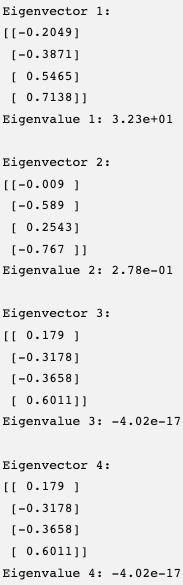 Eigenvector 1:
[[-0.2049]
 [-0.3871]
 [ 0.5465]
 [ 0.7138]]
Eigenvalue 1: 3.23e+01
Eigenvector 2:
[[-0.009 ]
 [-0.589 ]
 [ 0.2543]
 [-0.767 ]]
Eigenvalue 2: 2.78e-01
Eigenvector 3:
[[ 0.179 ]
 [-0.3178]
 [-0.3658]
 [ 0.6011]]
Eigenvalue 3: -4.02e-17
Eigenvector 4:
[[ 0.179 ]
 [-0.3178]
 [-0.3658]
 [ 0.6011]]
Eigenvalue 4: -4.02e-17